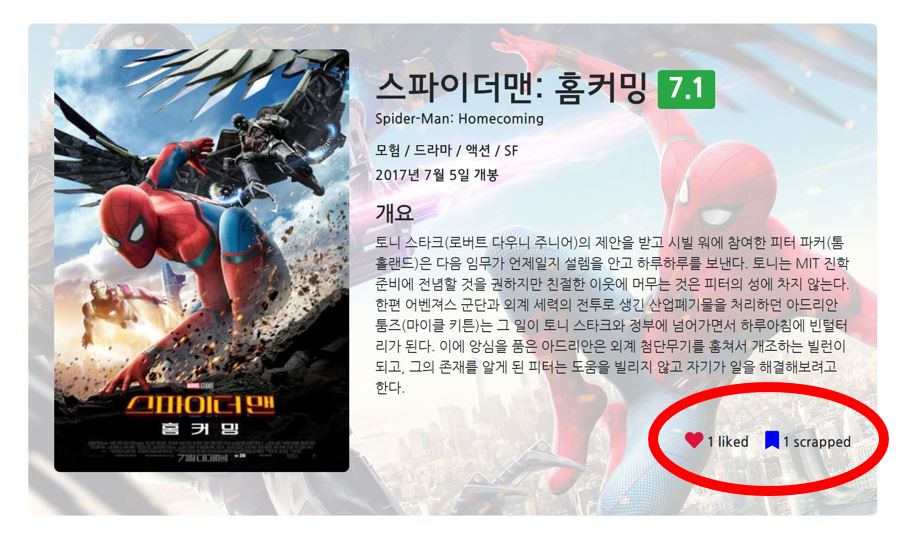 스파이더맨: 홈커밍 7.1
Spider-Man: Homecoming
모험 / 드라마 / 액션 / SF
2017년 7월 5일 개봉
개요
토니 스타크(로버트 다우니 주니어)의 제안을 받고 시빌 워에 참여한 피터 파커(톰
홀랜드)은 다음 임무가 언제일지 설렘을 안고 하루하루를 보낸다. 토니는 MIT 진학
준비에 전념할 것을 권하지만 친절한 이웃에 머무는 것은 피터의 성에 차지 않는다.
한편 어벤져스 군단과 외계 세력의 전투로 생긴 산업폐기물을 처리하던 아드리안
툼즈(마이클 키튼)는 그 일이 토니 스타크와 정부에 넘어가면서 하루아침에 빈털터
리가 된다. 이에 앙심을 품은 아드리안은 외계 첨단무기를 훔쳐서 개조하는 빌런이
되고, 그의 존재를 알게 된 피터는 도움을 빌리지 않고 자기가 일을 해결해보려고
한다.
1 liked 1 scrapped
MARVEL STUDIOS
스파이더맨
홈커밍
7월 대개봉